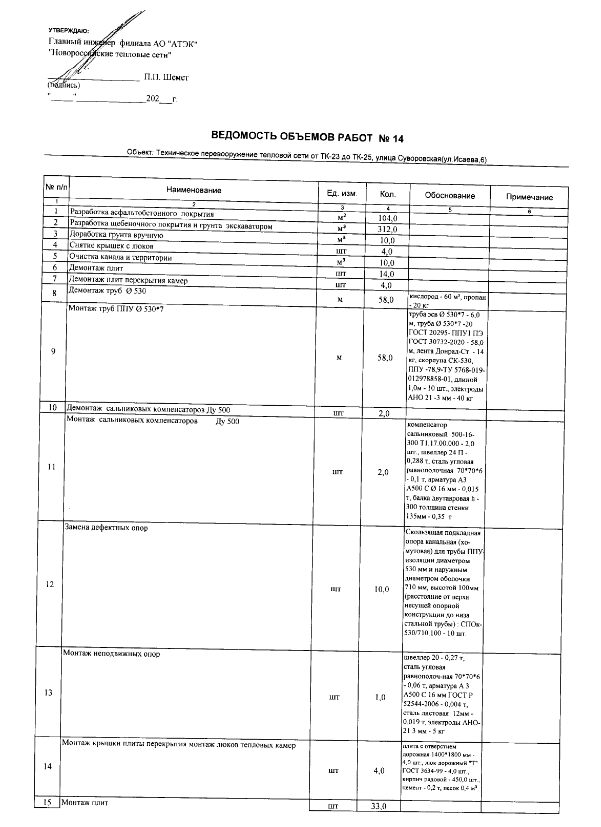 УТВЕРЖДАЮ:
Главный инженер филиала АО "АТЭК"
"Новороссийские тепловые сети"
П.П. Шемет
(подпись)
"_____"____________202___г.
ВЕДОМОСТЬ ОБЪЕМОВ РАБОТ № 14
Объект: Техническое перевооружение тепловой сети от ТК-23 до ТК-25, улица Суворовская(ул.Исаева,6)
№ п/п Наименование Ед. изм. Кол. Обоснование Примечание
1 2 3 4 5 6
1 Разработка асфальтобетонного покрытия м² 104,0
2 Разработка щебеночного покрытия и грунта экскаватором м³ 312,0
3 Доработка грунта вручную 10,0
4 Снятие крышек с люков шт 4,0
5 Очистка канала и территории м³ 10,0
6 Демонтаж плит шт 14,0
7 Демонтаж плит перекрытия камер шт 4,0
8 Демонтаж труб Ø 530 м 58,0 кислород - 60 м³, пропан
- 20 кг
9 Монтаж труб ППУ Ø 530*7 м 58,0
труба эсв Ø 530*7 - 6,0
м, труба Ø 530*7 -20
ГОСТ 20295- ППУ1 ПЭ
ГОСТ 30732-2020 - 58,0
м, лента Донрад-Ст - 14
кг, скорлупа СК-530,
ППУ -78,9-ТУ 5768-019-
012978858-01, длиной
1,0м - 10 шт., электроды
АНО 21 -3 мм - 40 кг
10 Демонтаж сальниковых компенсаторов Ду 500 шт 2,0
11 Монтаж сальниковых компенсаторов Ду 500 шт 2,0
компенсатор
сальниковый 500-16-
300 Т1.17.00.000 - 2,0
шт., швеллер 24 П -
0,288 т, сталь угловая
равнополочная 70*70*6
- 0,1 т, арматура А3
А500 С Ø 16 мм - 0,015
т, балка двутавровая h -
300 толщина стенки
135мм - 0,35 т
12 Замена дефектных опор шт 10,0
Скользящая подкладная
опора канальная (хо-
мутовая) для трубы ППУ-
изоляции диаметром
530 мм и наружным
диаметром оболочки
710 мм, высотой 100мм
(расстояние от верха
несущей опорной
конструкции до низа
стальной трубы) : СПОк-
530/710.100 - 10 шт
13 Монтаж неподвижных опор шт 1,0
швеллер 20 - 0,27 т,
сталь угловая
равнополоч-ная 70*70*6
- 0,06 т, арматура А 3
А500 С 16 мм ГОСТ Р
52544-2006 - 0,004 т,
сталь листовая 12мм -
0,019 т, электроды АНО-
21 3 мм - 5 кг
14 Монтаж крышки плиты перекрытия монтаж люков тепловых камер шт 4,0
плита с отверстием
дорожная 1400*1800 мм -
4,0 шт., люк дорожный "Т"
ГОСТ 3634-99 - 4,0 шт.,
кирпич рядовой - 450,0 шт.,
цемент - 0,2 т, песок 0,4 м³
15 Монтаж плит шт 33,0